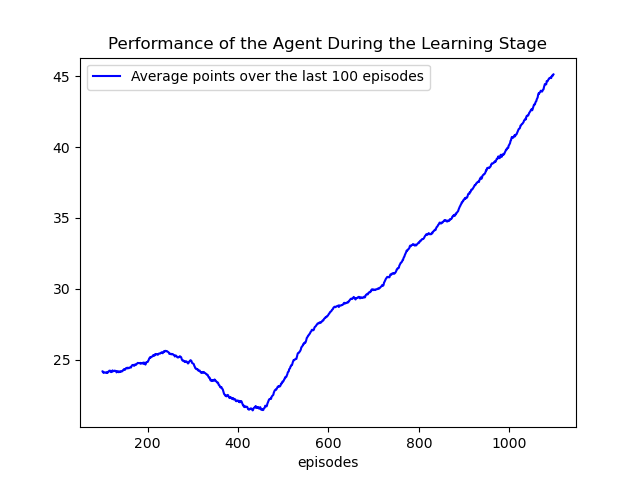 Performance of the Agent During the Learning Stage
Average points over the last 100 episodes
45
40
35
30
25
200 400 600 800 1000
episodes